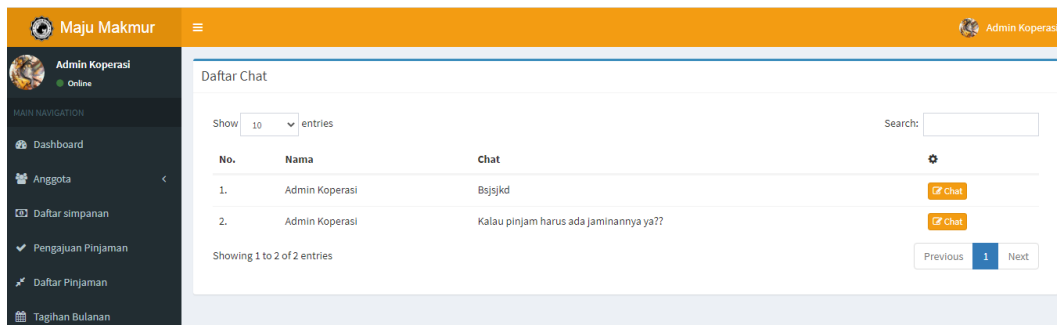 Maju Makmur
Admin Koperasi
Admin Koperasi
Online
MAIN NAVIGATION
Dashboard
Anggota
Daftar simpanan
Pengajuan Pinjaman
Daftar Pinjaman
Tagihan Bulanan
Daftar Chat
Show 10 entries Search:
No. Nama Chat
1. Admin Koperasi Bsjsjkd Chat
2. Admin Koperasi Kalau pinjam harus ada jaminannya ya?? Chat
Showing 1 to 2 of 2 entries Previous 1 Next